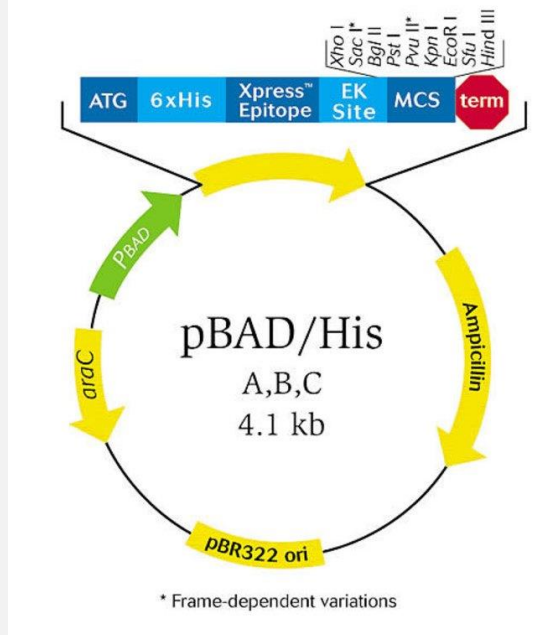 Xho I
Sac I*
Bgl II
Pst I
Pvu II*
Kpn I
EcoR I
Sfu I
Hind III
ATG
6xHis
Xpress™
Epitope
EK
Site
MCS
term
PBAD
araC
Ampicillin
pBR322 ori
pBAD/His
A,B,C
4.1 kb
* Frame-dependent variations